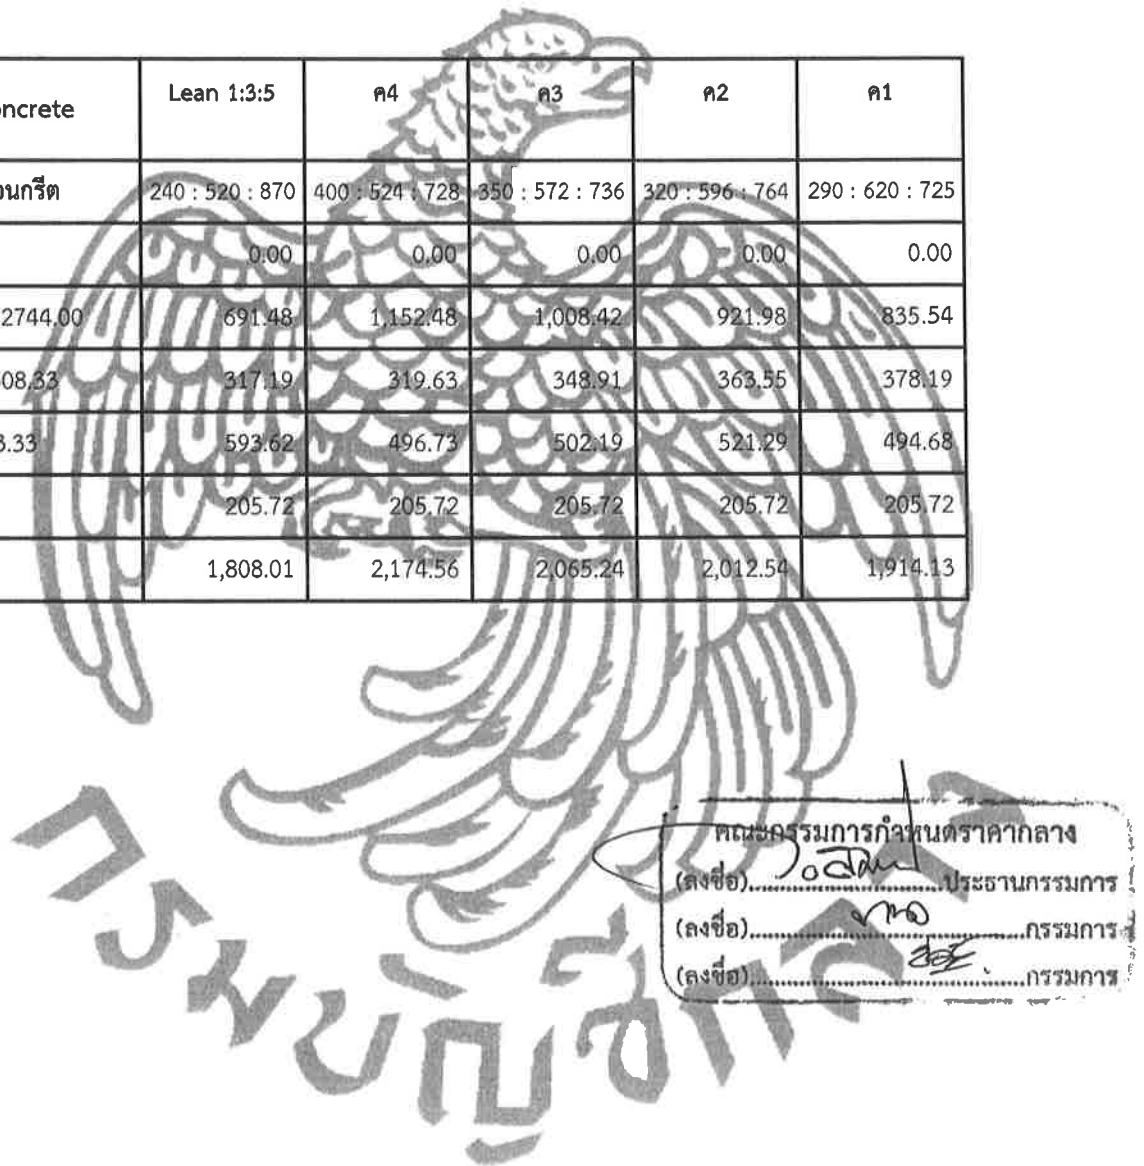 oncrete Lean 1:3:5 ค4 ค3 ค2 ค1
อนกรีต 240 : 520 : 870 400 : 524 : 728 350 : 572 : 736 320 : 596 : 764 290 : 620 : 725
0.00 0.00 0.00 0.00 0.00
2744.00 691.48 1,152.48 1,008.42 921.98 835.54
08.33 317.19 319.63 348.91 363.55 378.19
3.33 593.62 496.73 502.19 521.29 494.68
205.72 205.72 205.72 205.72 205.72
1,808.01 2,174.56 2,065.24 2,012.54 1,914.13
คณะกรรมการกำหนดราคากลาง
(ลงชื่อ)..............................ประธานกรรมการ
(ลงชื่อ)..............................กรรมการ
(ลงชื่อ)..............................กรรมการ
กรมบัญชีกลาง